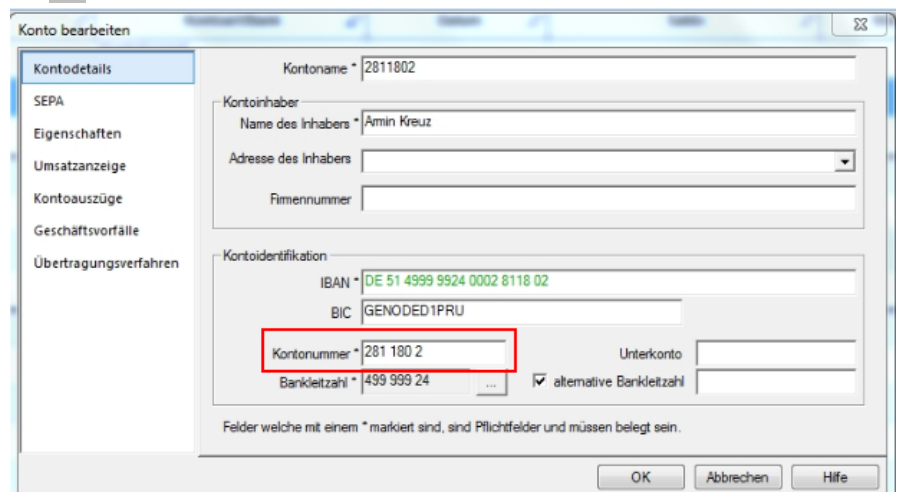 Konto bearbeiten
Kontodetails
SEPA
Eigenschaften
Umsatzanzeige
Kontoauszüge
Geschäftsvorfälle
Übertragungsverfahren
Kontoname * 2811802
Kontoinhaber
Name des Inhabers * Armin Kreuz
Adresse des Inhabers
Firmennummer
Kontoidentifikation
IBAN * DE 51 4999 9924 0002 8118 02
BIC GENODED1PRU
Kontonummer * 281 180 2 Unterkonto
Bankleitzahl * 499 999 24 ... alternative Bankleitzahl
Felder welche mit einem * markiert sind, sind Pflichtfelder und müssen belegt sein.
OK Abbrechen Hilfe